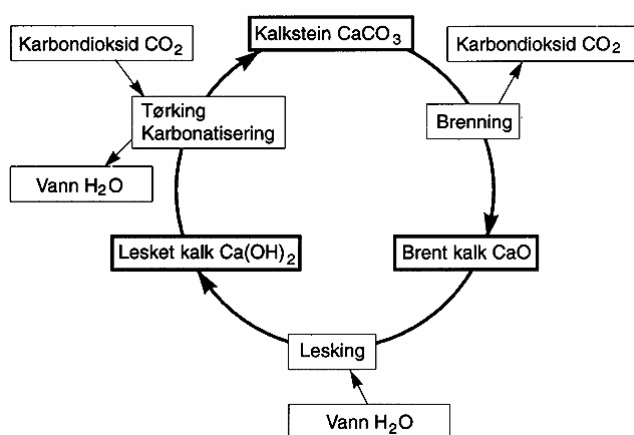 Karbondioksid CO₂
Kalkstein CaCO₃
Karbondioksid CO₂
Tørking
Karbonatisering
Brenning
Vann H₂O
Lesket kalk Ca(OH)₂
Brent kalk CaO
Lesking
Vann H₂O